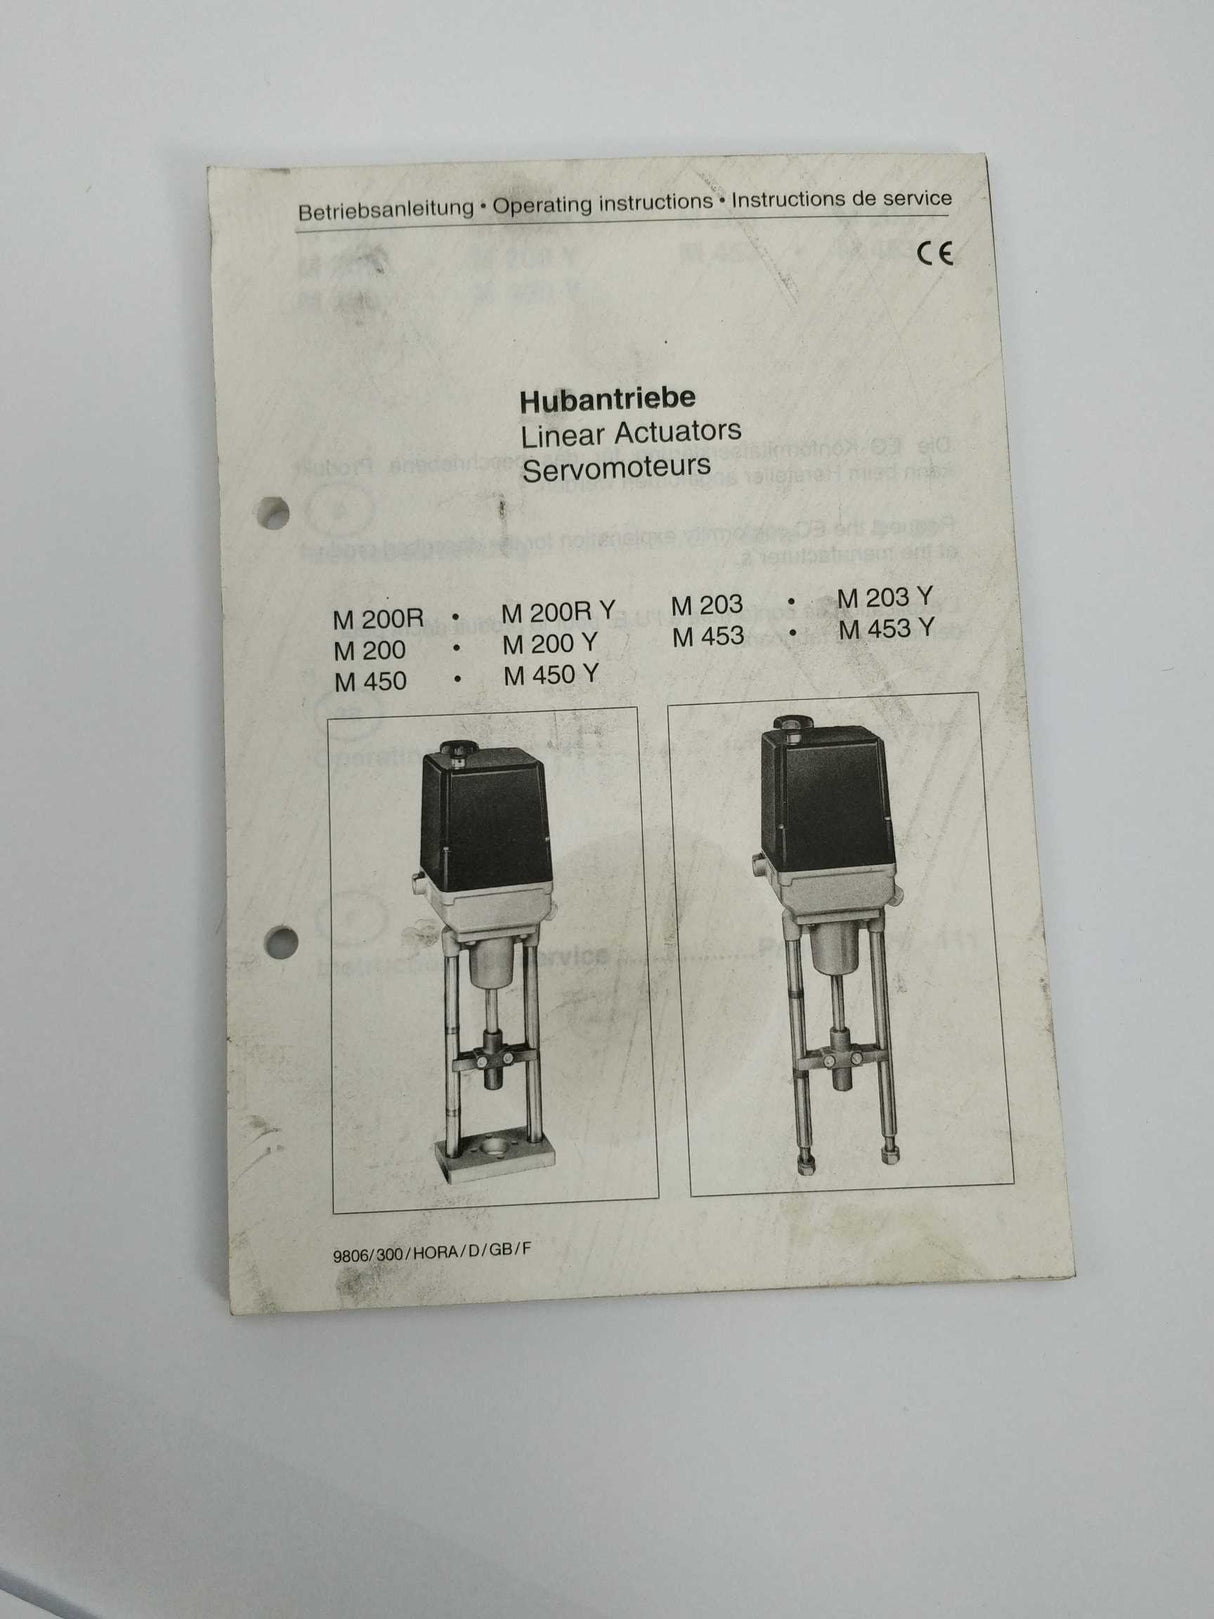 Betriebsanleitung • Operating instructions • Instructions de service
CE
Hubantriebe
Linear Actuators
Servomoteurs
M 200R • M 200R Y M 203 • M 203 Y
M 200 • M 200 Y M 453 • M 453 Y
M 450 • M 450 Y
9806/300/HORA/D/GB/F